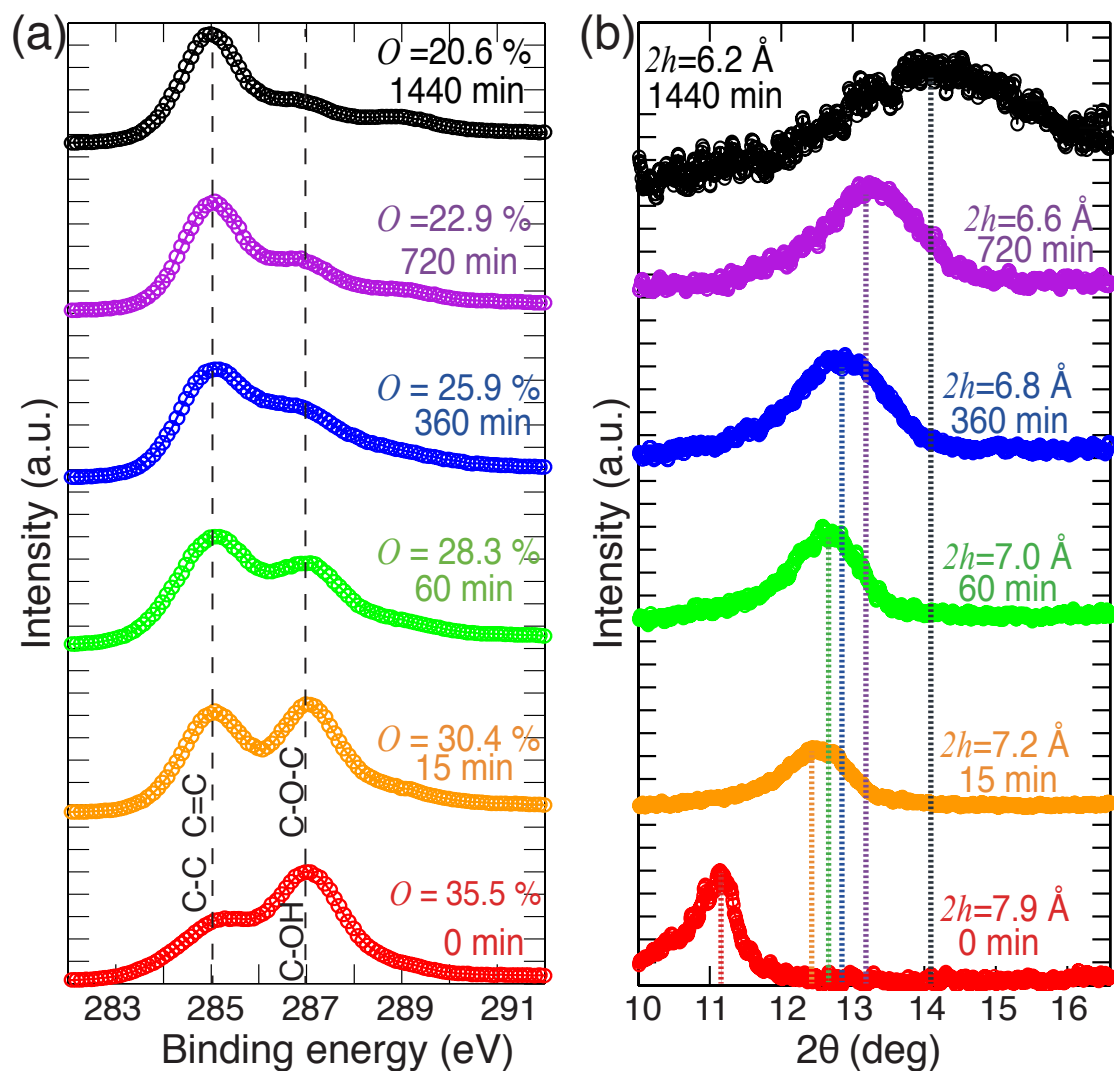 (a)
O =20.6 %
1440 min
O =22.9 %
720 min
O = 25.9 %
360 min
O = 28.3 %
60 min
O = 30.4 %
15 min
O = 35.5 %
0 min
C-C C=C
C-OH C-O-C
Intensity (a.u.)
283 285 287 289 291
Binding energy (eV)
(b)
2h=6.2 Å
1440 min
2h=6.6 Å
720 min
2h=6.8 Å
360 min
2h=7.0 Å
60 min
2h=7.2 Å
15 min
2h=7.9 Å
0 min
Intensity (a.u.)
10 11 12 13 14 15 16
2θ (deg)